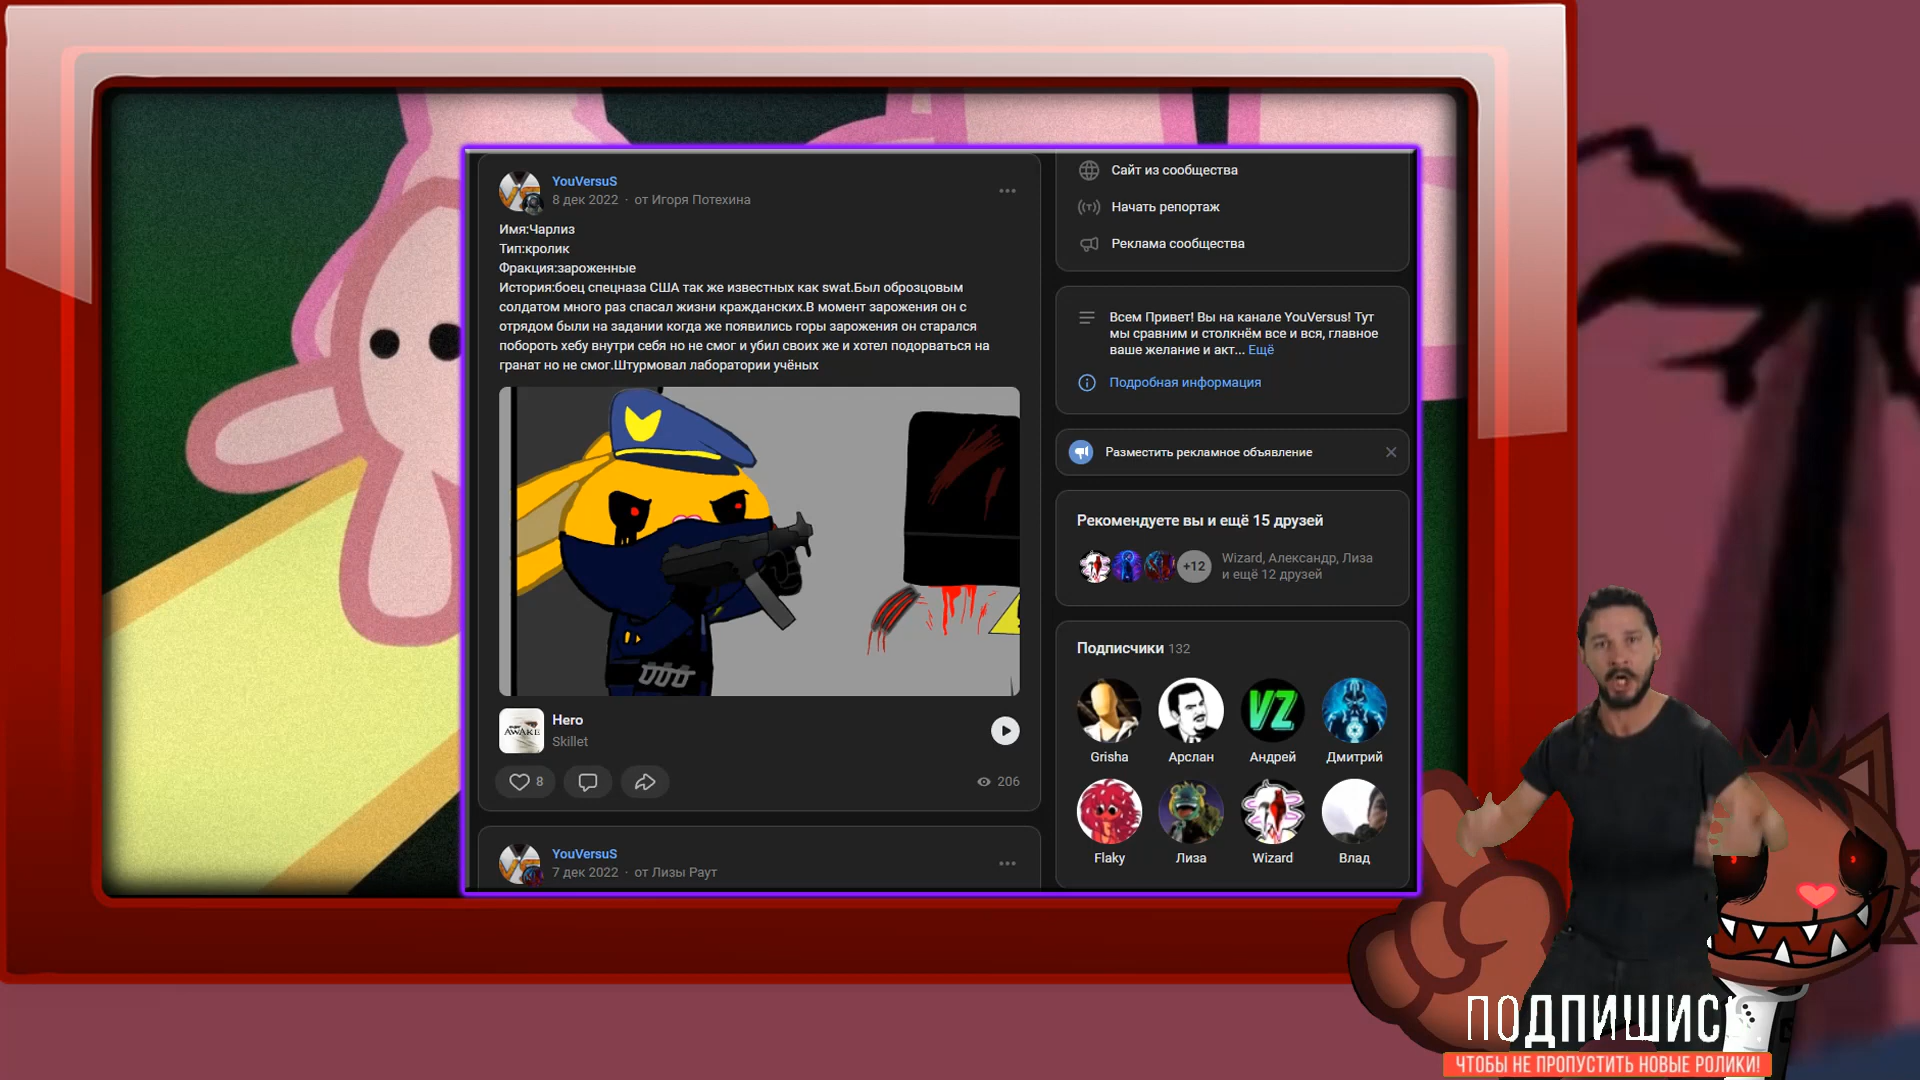 YouVersuS
8 дек 2022 · от Игоря Потехина
Имя:Чарлиз
Тип:кролик
Фракция:зароженные
История:боец спецназа США так же известных как swat.Был оброзцовым
солдатом много раз спасал жизни кражданских.В момент зарожения он с
отрядом были на задании когда же появились горы зарожения он старался
побороть хебу внутри себя но не смог и убил своих же и хотел подорваться на
гранат но не смог.Штурмовал лаборатории учёных
AWAKE
Hero
Skillet
8
206
YouVersuS
7 дек 2022 · от Лизы Раут
Сайт из сообщества
Начать репортаж
Реклама сообщества
Всем Привет! Вы на канале YouVersus! Тут
мы сравним и столкнём все и вся, главное
ваше желание и акт... Ещё
Подробная информация
Разместить рекламное объявление
Рекомендуете вы и ещё 15 друзей
+12
Wizard, Александр, Лиза
и ещё 12 друзей
Подписчики 132
VZ
Grisha
Арслан
Андрей
Дмитрий
Flaky
Лиза
Wizard
Влад
ПОДПИШИС
ЧТОБЫ НЕ ПРОПУСТИТЬ НОВЫЕ РОЛИКИ!